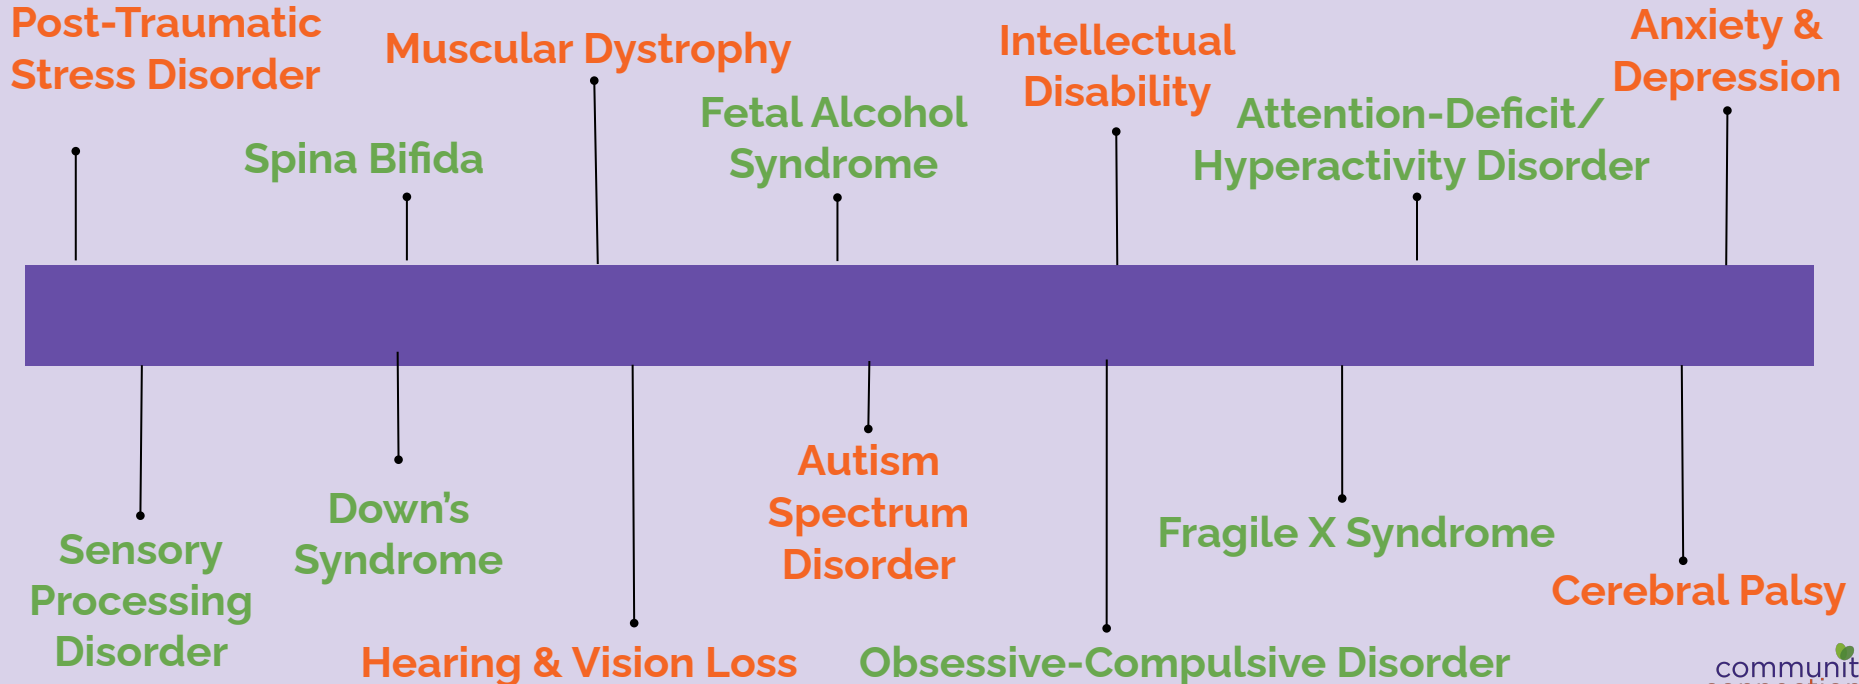 Post-Traumatic
Stress Disorder
Muscular Dystrophy
Intellectual
Disability
Anxiety &
Depression
Spina Bifida
Fetal Alcohol
Syndrome
Attention-Deficit/
Hyperactivity Disorder
Sensory
Processing
Disorder
Down’s
Syndrome
Hearing & Vision Loss
Autism
Spectrum
Disorder
Obsessive-Compulsive Disorder
Fragile X Syndrome
Cerebral Palsy
communit